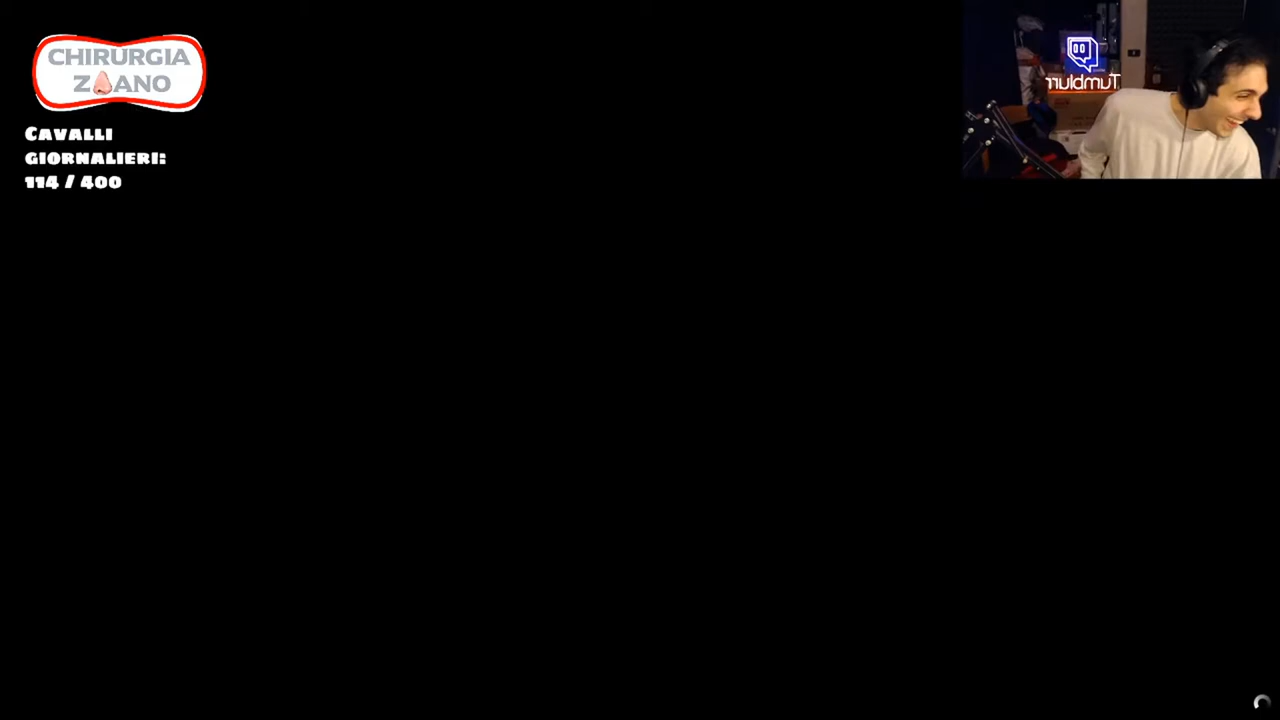 CHIRURGIA
Z ANO
Cavalli
giornalieri:
114 / 400
Tumblurr